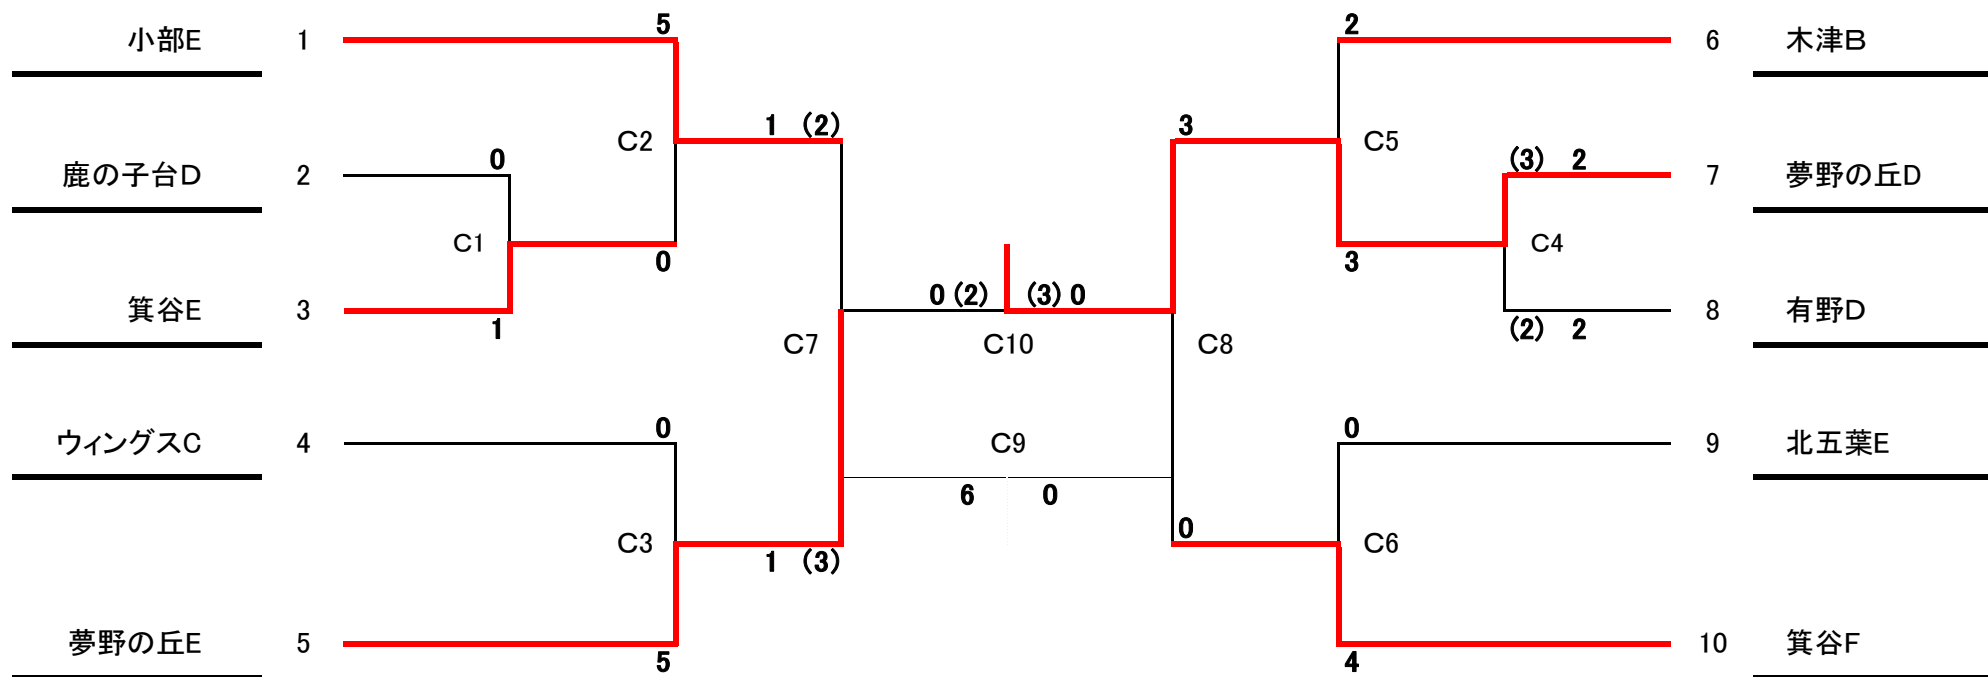 5 2
小部E 1 6 木津B
1 (2) 3
C2 C5
0 (3) 2
鹿の子台D 2 7 夢野の丘D
C1 C4
0 3
0 (2) (3) 0
箕谷E 3 8 有野D
1 (2) 2
C7 C10 C8
0 0
ウィングスC 4 C9 9 北五葉E
6 0
0
C3 C6
1 (3)
夢野の丘E 5 10 箕谷F
5 4